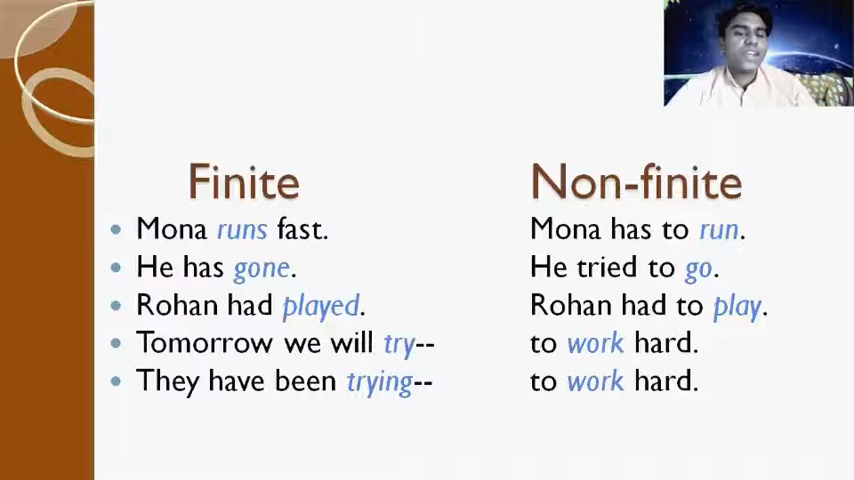 Finite
Non-finite
Mona runs fast.
Mona has to run.
He has gone.
He tried to go.
Rohan had played.
Rohan had to play.
Tomorrow we will try--
to work hard.
They have been trying--
to work hard.